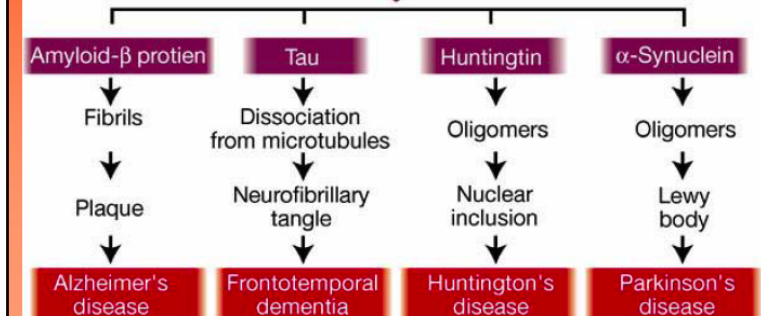 Amyloid-β protien
Tau
Huntingtin
α-Synuclein
Fibrils
Dissociation
from microtubules
Oligomers
Oligomers
Plaque
Neurofibrillary
tangle
Nuclear
inclusion
Lewy
body
Alzheimer's
disease
Frontotemporal
dementia
Huntington's
disease
Parkinson's
disease